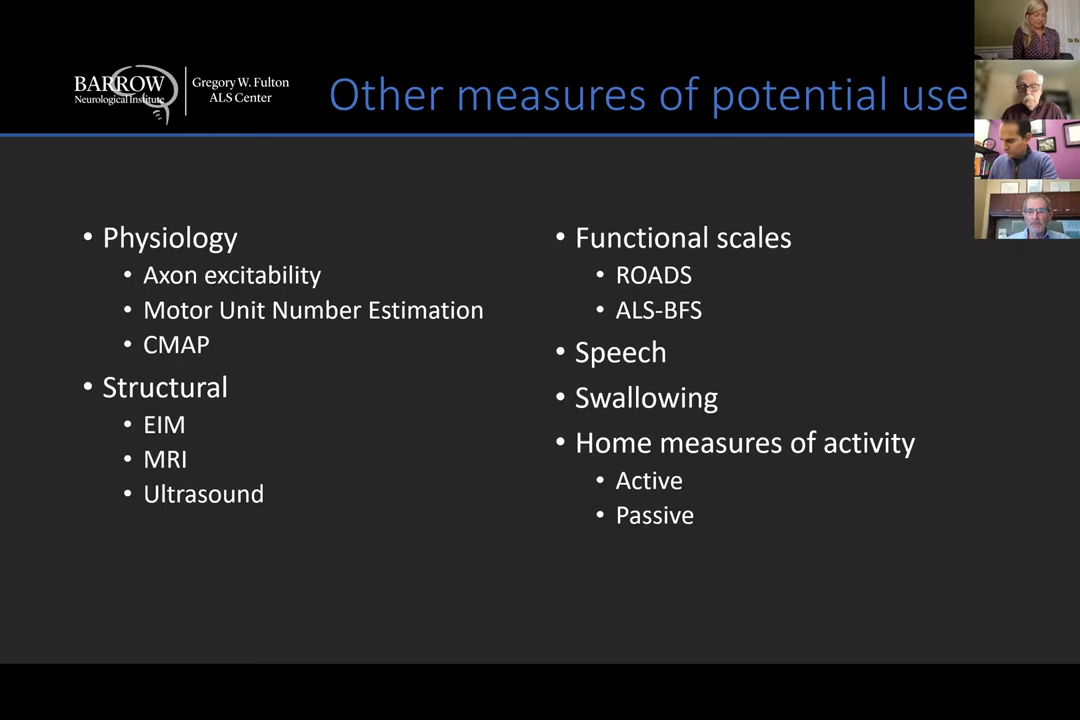 BARROW
Neurological Institute
Gregory W. Fulton
ALS Center
Other measures of potential use
• Physiology
• Axon excitability
• Motor Unit Number Estimation
• CMAP
• Structural
• EIM
• MRI
• Ultrasound
• Functional scales
• ROADS
• ALS-BFS
• Speech
• Swallowing
• Home measures of activity
• Active
• Passive